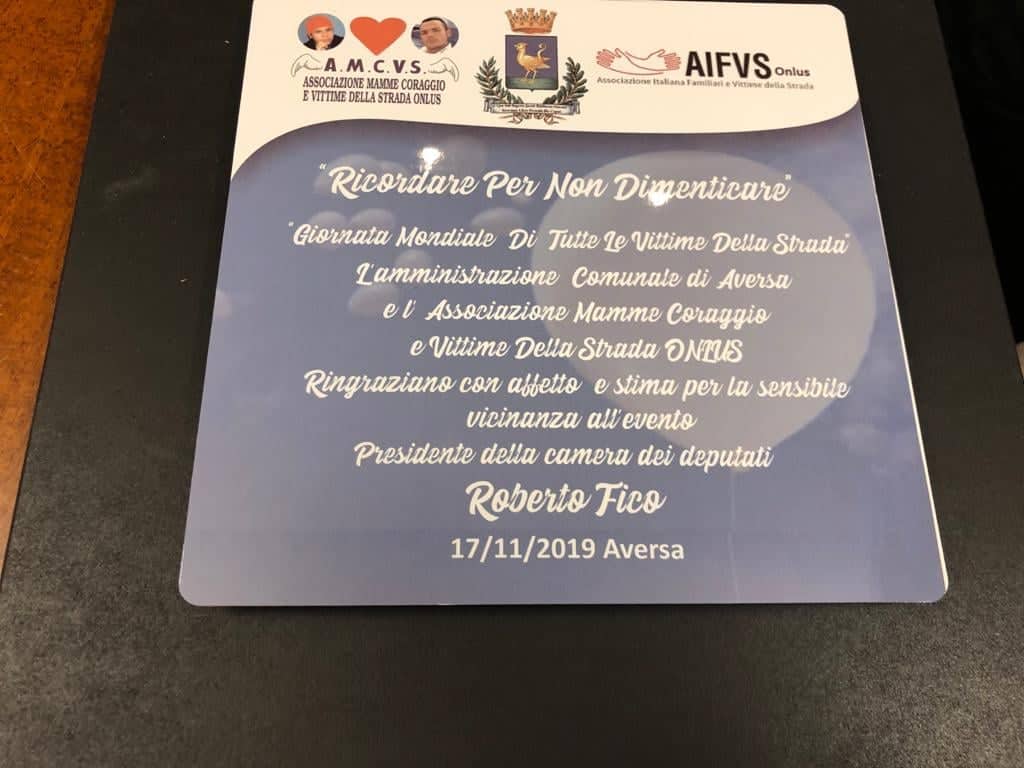 A.M.C.V.S.
ASSOCIAZIONE MAMME CORAGGIO
E VITTIME DELLA STRADA ONLUS
AIFVS Onlus
Associazione Italiana Familiari e Vittime della Strada
"Ricordare Per Non Dimenticare"
"Giornata Mondiale Di Tutte Le Vittime Della Strada"
L'amministrazione Comunale di Aversa
e l' Associazione Mamme Coraggio
e Vittime Della Strada ONLUS
Ringraziano con affetto e stima per la sensibile
vicinanza all'evento
Presidente della camera dei deputati
Roberto Fico
17/11/2019 Aversa